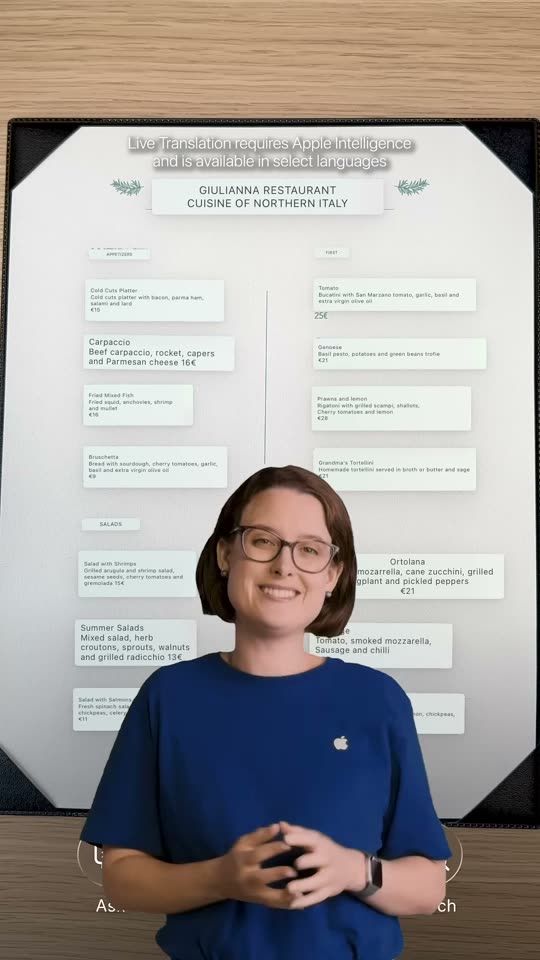 Live Translation requires Apple Intelligence
and is available in select languages
GIULIANNA RESTAURANT
CUISINE OF NORTHERN ITALY
APPETIZERS
Cold Cuts Platter
Cold cuts platter with bacon, parma ham,
salami and lard
€15
Carpaccio
Beef carpaccio, rocket, capers
and Parmesan cheese 16€
Fried Mixed Fish
Fried squid, anchovies, shrimp
and mullet
€16
Bruschetta
Bread with sourdough, cherry tomatoes, garlic,
basil and extra virgin olive oil
€9
SALADS
Salad with Shrimps
Grilled arugula and shrimp salad,
sesame seeds, cherry tomatoes and
gremolada 15€
Summer Salads
Mixed salad, herb
croutons, sprouts, walnuts
and grilled radicchio 13€
Salad with
Fresh spinach
chickpeas,
€11
FIRST
Tomato
Bucatini with San Marzano tomato, garlic, basil and
extra virgin olive oil
25€
Genoese
Basil pesto, potatoes and green beans trofie
€21
Prawns and lemon
Rigatoni with grilled scampi, shallots,
Cherry tomatoes and lemon
€28
Grandma's Tortellini
Homemade tortellini served in broth or butter and sage
€21
Ortolana
mozarrella, cane zucchini, grilled
and pickled peppers
€21
Tomato, smoked mozzarella,
Sausage and chilli
chickpeas,